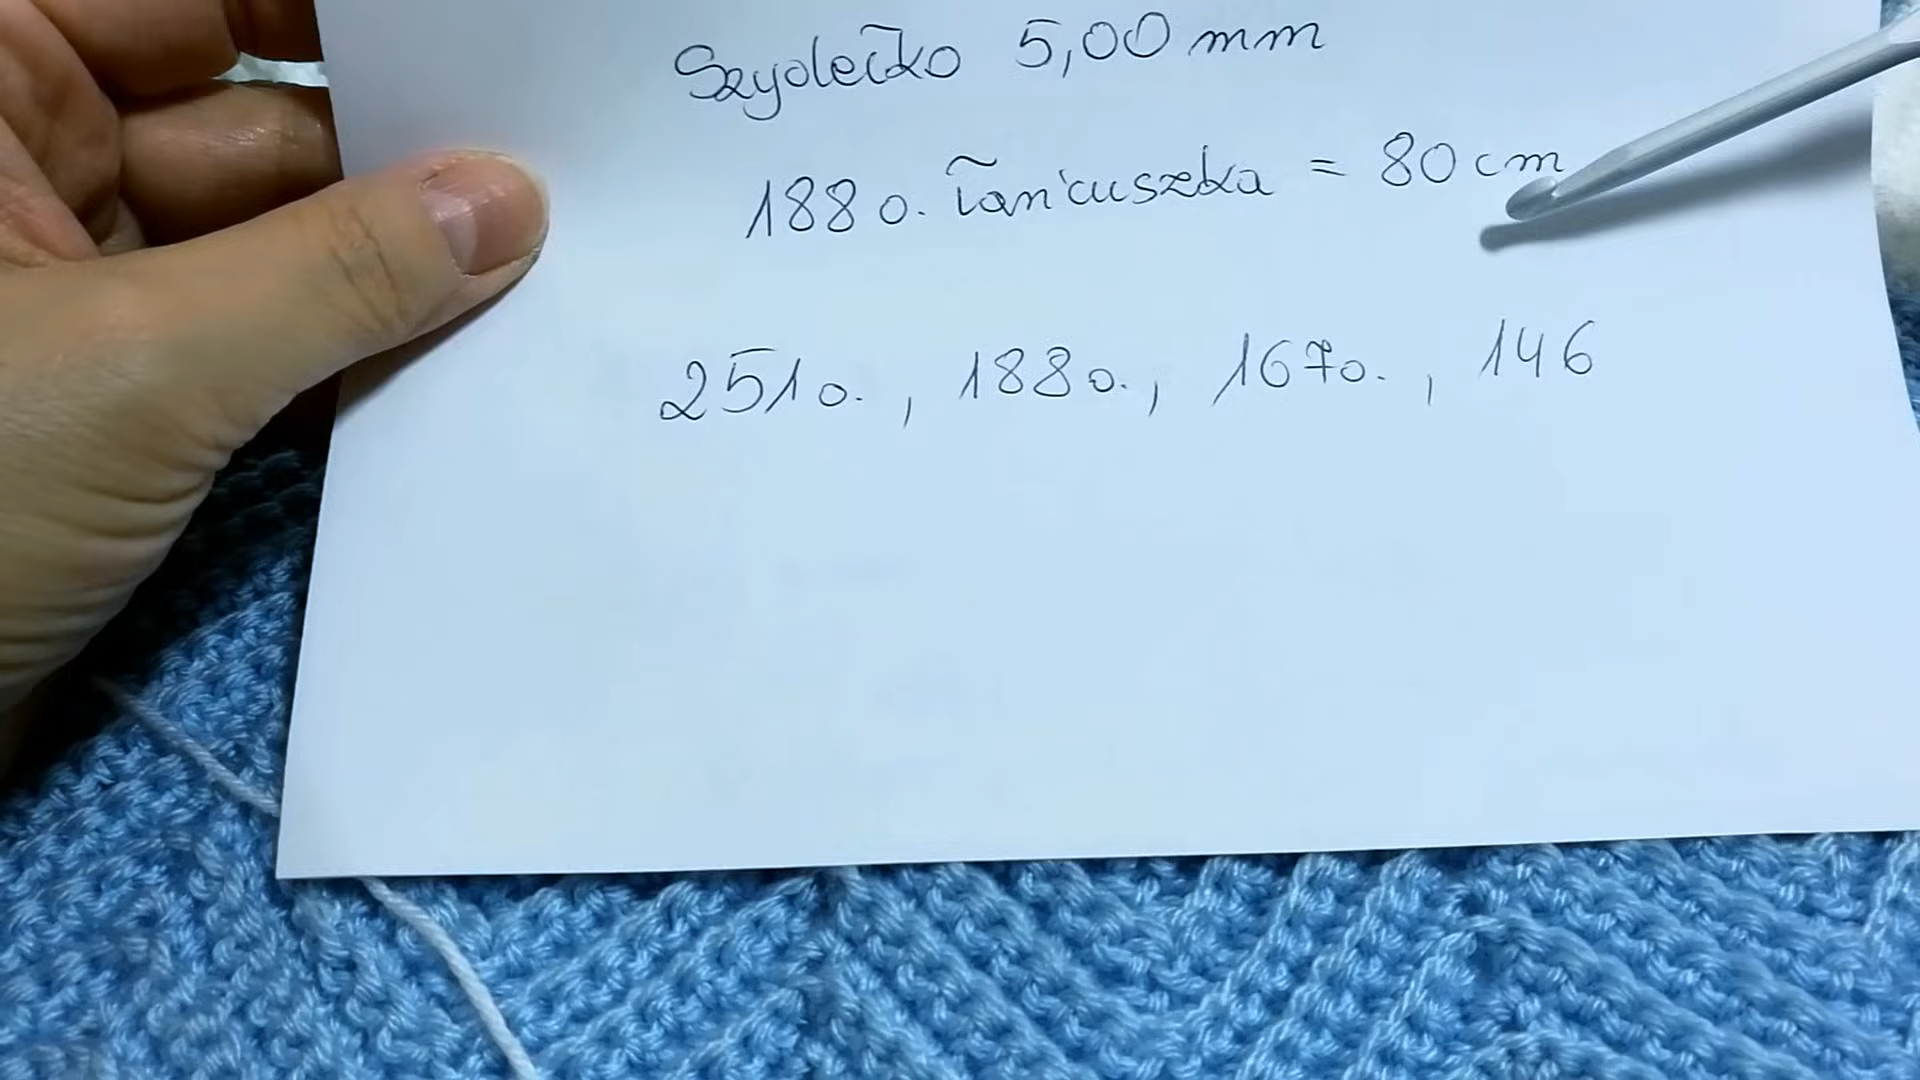 Szydełko 5,00 mm
188 o. łańcuszka = 80 cm
251 o., 188 o., 167 o., 146